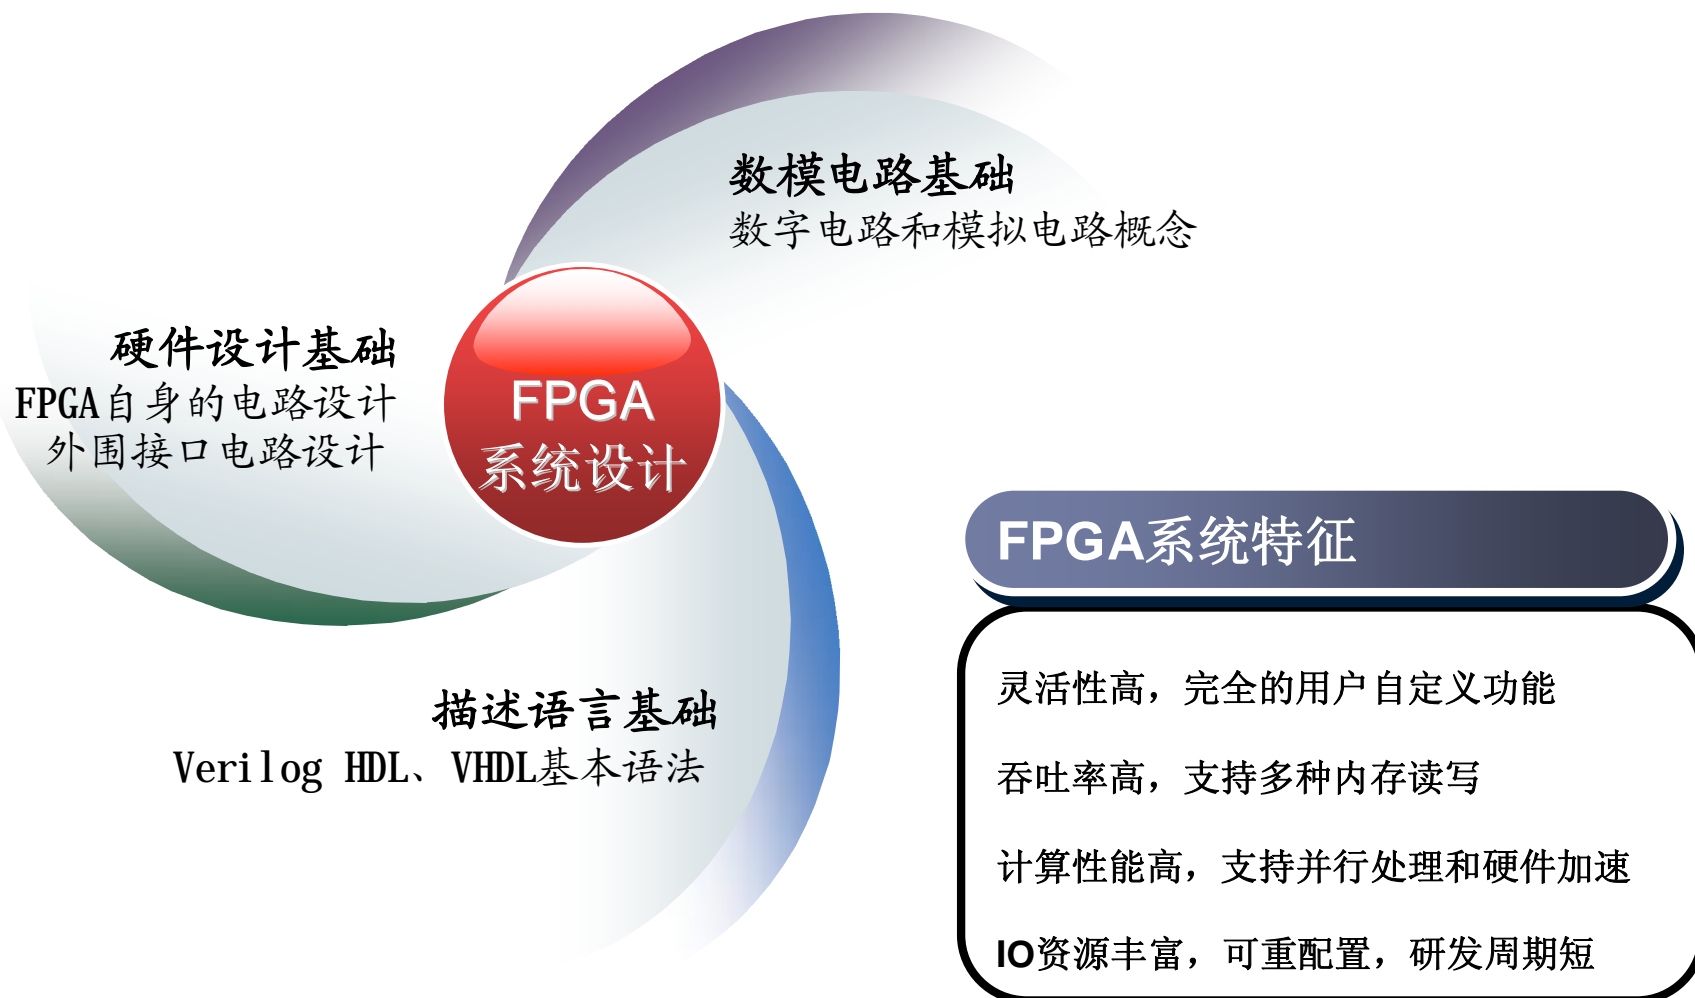 数模电路基础
数字电路和模拟电路概念
硬件设计基础
FPGA自身的电路设计
外围接口电路设计
FPGA
系统设计
描述语言基础
Verilog HDL、VHDL基本语法
FPGA系统特征
灵活性高，完全的用户自定义功能
吞吐率高，支持多种内存读写
计算性能高，支持并行处理和硬件加速
IO资源丰富，可重配置，研发周期短